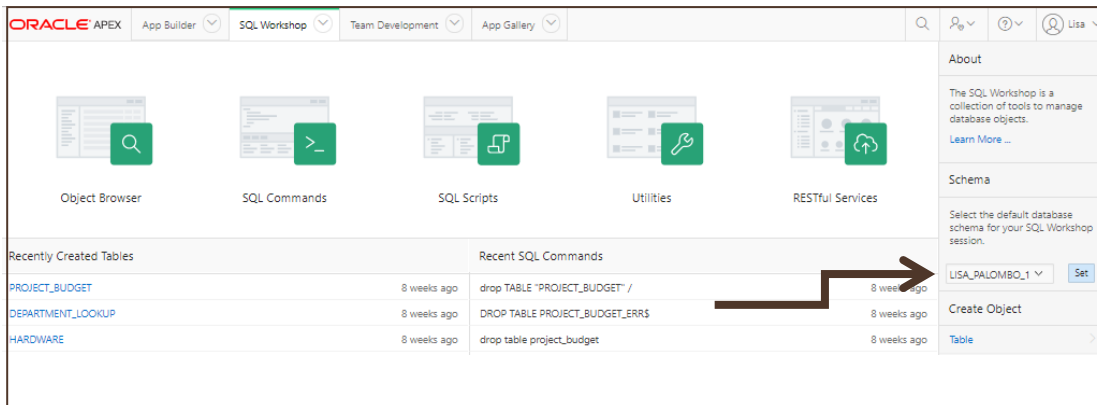 ORACLE APEX App Builder SQL Workshop Team Development App Gallery Lisa
Object Browser SQL Commands SQL Scripts Utilities RESTful Services
Recently Created Tables
PROJECT_BUDGET 8 weeks ago
DEPARTMENT_LOOKUP 8 weeks ago
HARDWARE 8 weeks ago
Recent SQL Commands
drop TABLE "PROJECT_BUDGET" / 8 weeks ago
DROP TABLE PROJECT_BUDGET_ERR$ 8 weeks ago
drop table project_budget 8 weeks ago
About
The SQL Workshop is a
collection of tools to manage
database objects.
Learn More ...
Schema
Select the default database
schema for your SQL Workshop
session.
LISA_PALOMBO_1 Set
Create Object
Table